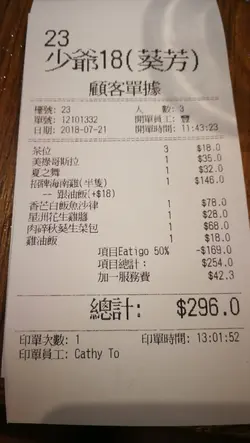 23
少爺18(葵芳)
顧客單據
檯號: 23 人 數: 3
單號: 12101332 開單員工: 豐
日期: 2018-07-21 開單時間: 11:43:23
茶位 3 $18.0
美撈哥斯拉 1 $35.0
夏之舞 1 $32.0
招牌海南雞(半隻) 1 $146.0
-- 跟油飯(+$18)
香芒白飯魚沙律 1 $78.0
星洲花生雞腳 1 $28.0
肉碎秋葵生菜包 1 $68.0
雞油飯 1 $18.0
項目Eatigo 50% -$169.0
項目總計: $254.0
加一服務費 $42.3
總計: $296.0
印單次數: 1 印單時間: 13:01:52
印單員工: Cathy To